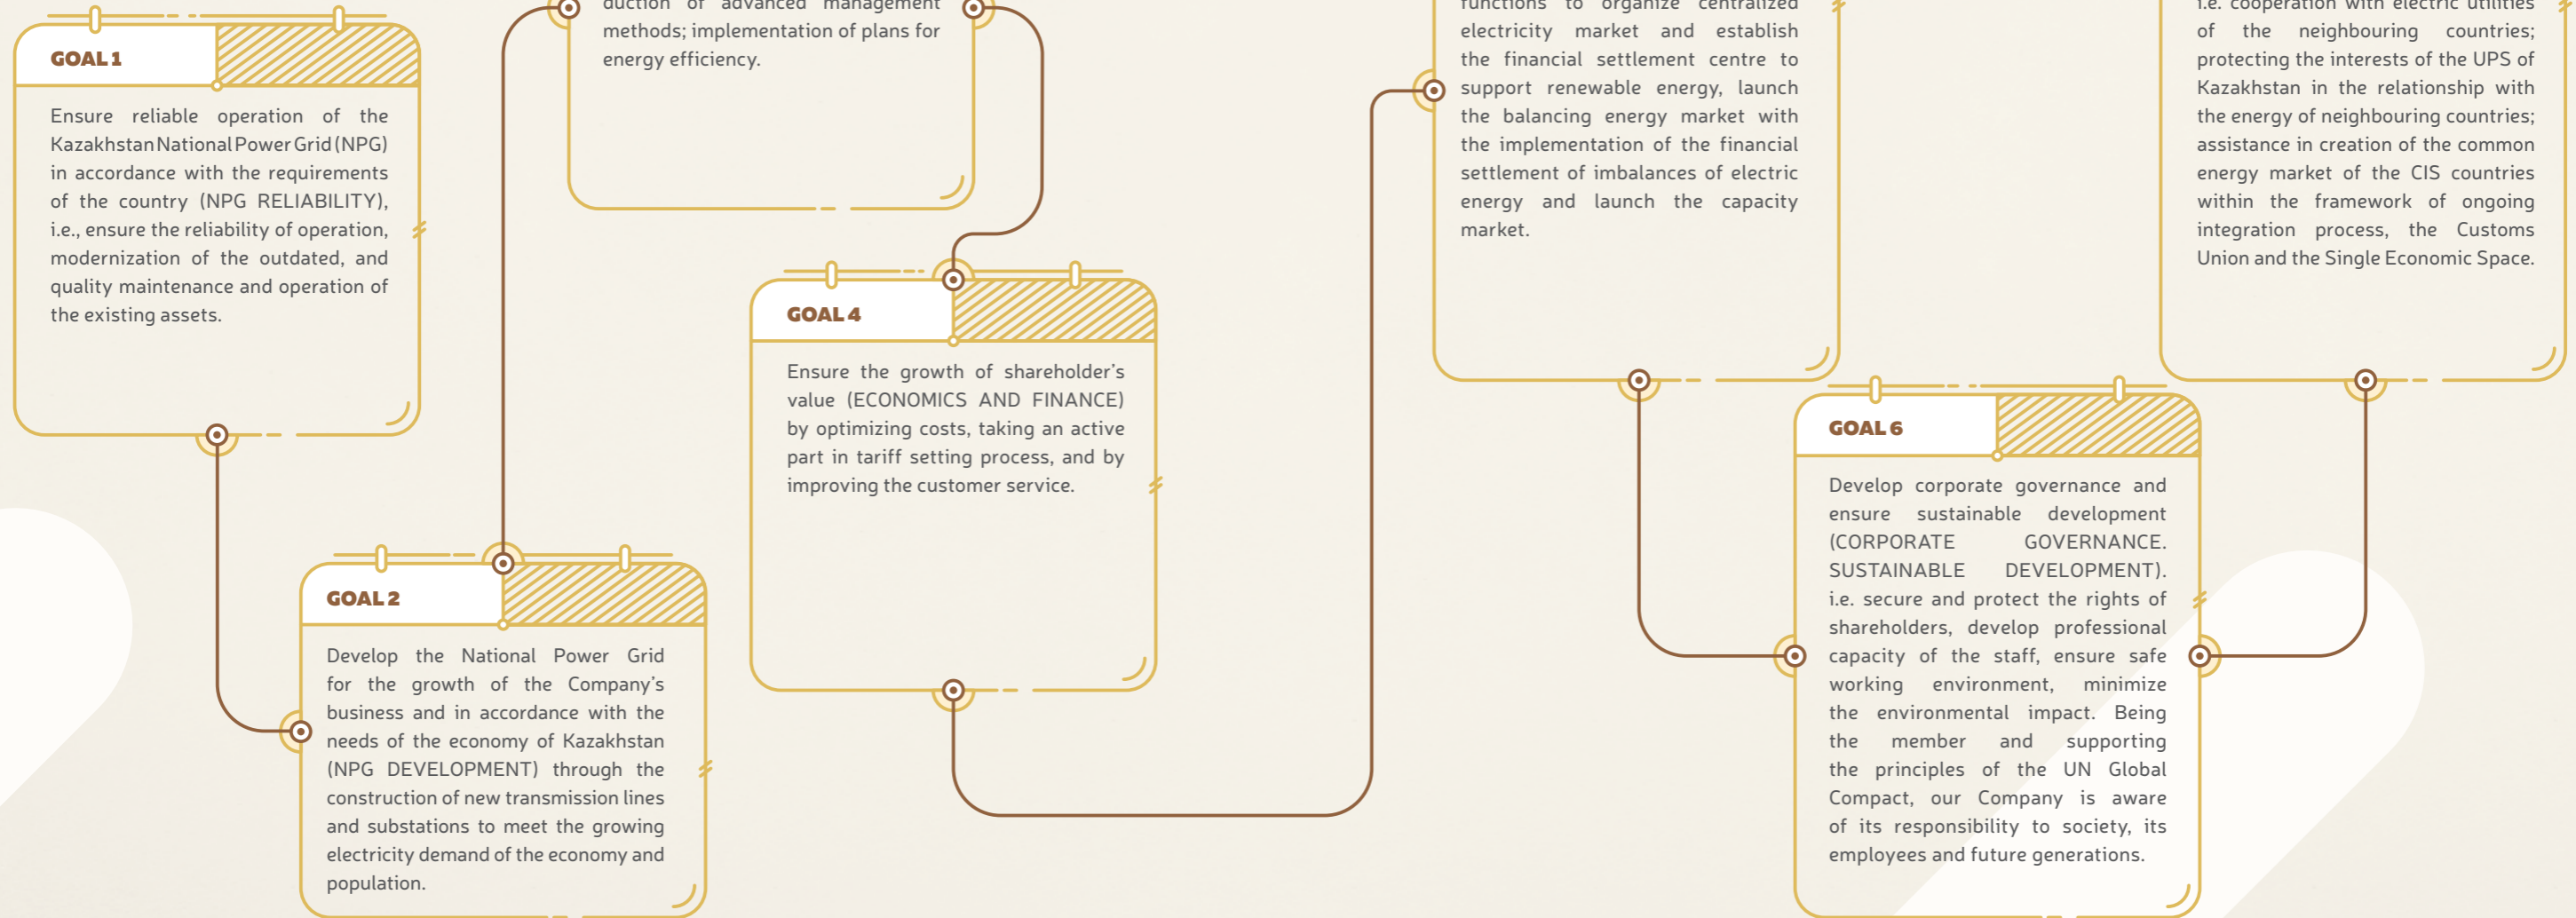 GOAL 1
Ensure reliable operation of the
Kazakhstan National Power Grid (NPG)
in accordance with the requirements
of the country (NPG RELIABILITY),
i.e., ensure the reliability of operation,
modernization of the outdated, and
quality maintenance and operation of
the existing assets.
GOAL 2
Develop the National Power Grid
for the growth of the Company's
business and in accordance with the
needs of the economy of Kazakhstan
(NPG DEVELOPMENT) through the
construction of new transmission lines
and substations to meet the growing
electricity demand of the economy and
population.
duction of advanced management
methods; implementation of plans for
energy efficiency.
GOAL 4
Ensure the growth of shareholder's
value (ECONOMICS AND FINANCE)
by optimizing costs, taking an active
part in tariff setting process, and by
improving the customer service.
functions to organize centralized
electricity market and establish
the financial settlement centre to
support renewable energy, launch
the balancing energy market with
the implementation of the financial
settlement of imbalances of electric
energy and launch the capacity
market.
GOAL 6
Develop corporate governance and
ensure sustainable development
(CORPORATE GOVERNANCE.
SUSTAINABLE DEVELOPMENT).
i.e. secure and protect the rights of
shareholders, develop professional
capacity of the staff, ensure safe
working environment, minimize
the environmental impact. Being
the member and supporting
the principles of the UN Global
Compact, our Company is aware
of its responsibility to society, its
employees and future generations.
i.e. cooperation with electric utilities
of the neighbouring countries;
protecting the interests of the UPS of
Kazakhstan in the relationship with
the energy of neighbouring countries;
assistance in creation of the common
energy market of the CIS countries
within the framework of ongoing
integration process, the Customs
Union and the Single Economic Space.